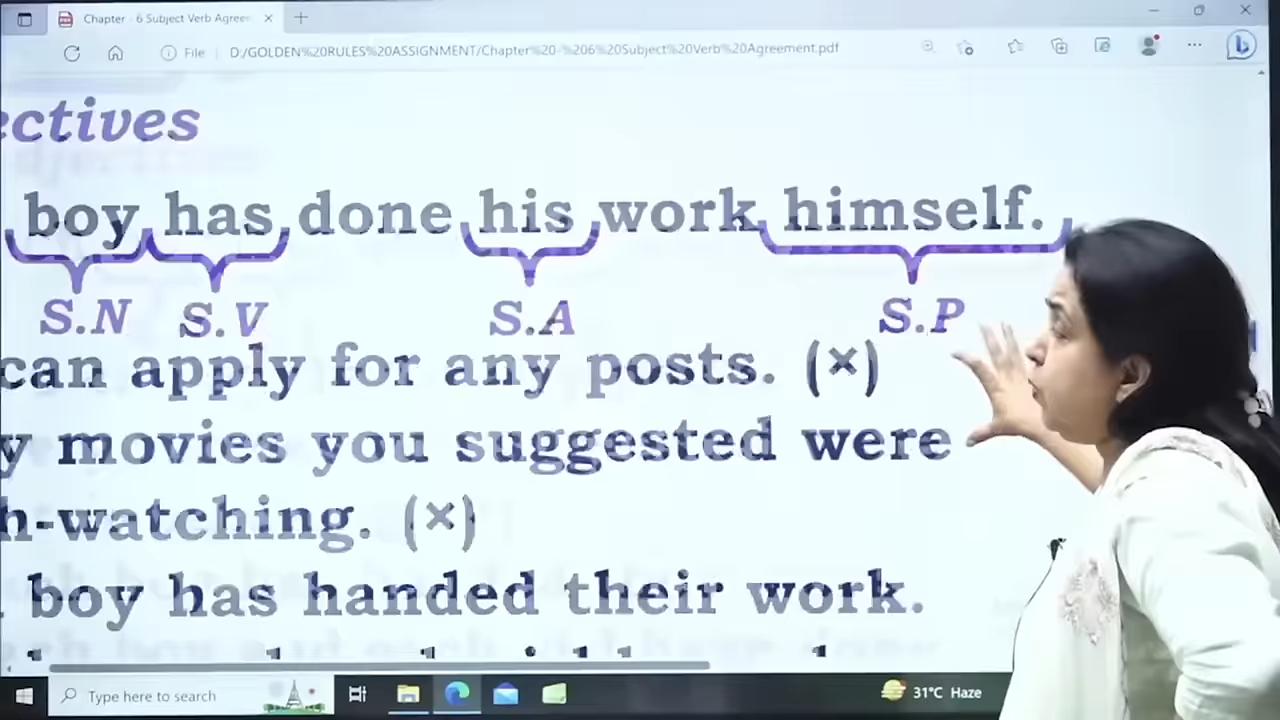 Chapter - 6 Subject Verb Agree
File D:/GOLDEN%20RULES%20ASSIGNMENT/Chapter%20-%206%20Subject%20Verb%20Agreement.pdf
ectives
boy has done his work himself.
S.N S.V S.A S.P
can apply for any posts. (×)
y movies you suggested were
h-watching. (×)
boy has handed their work.
Type here to search
31°C Haze